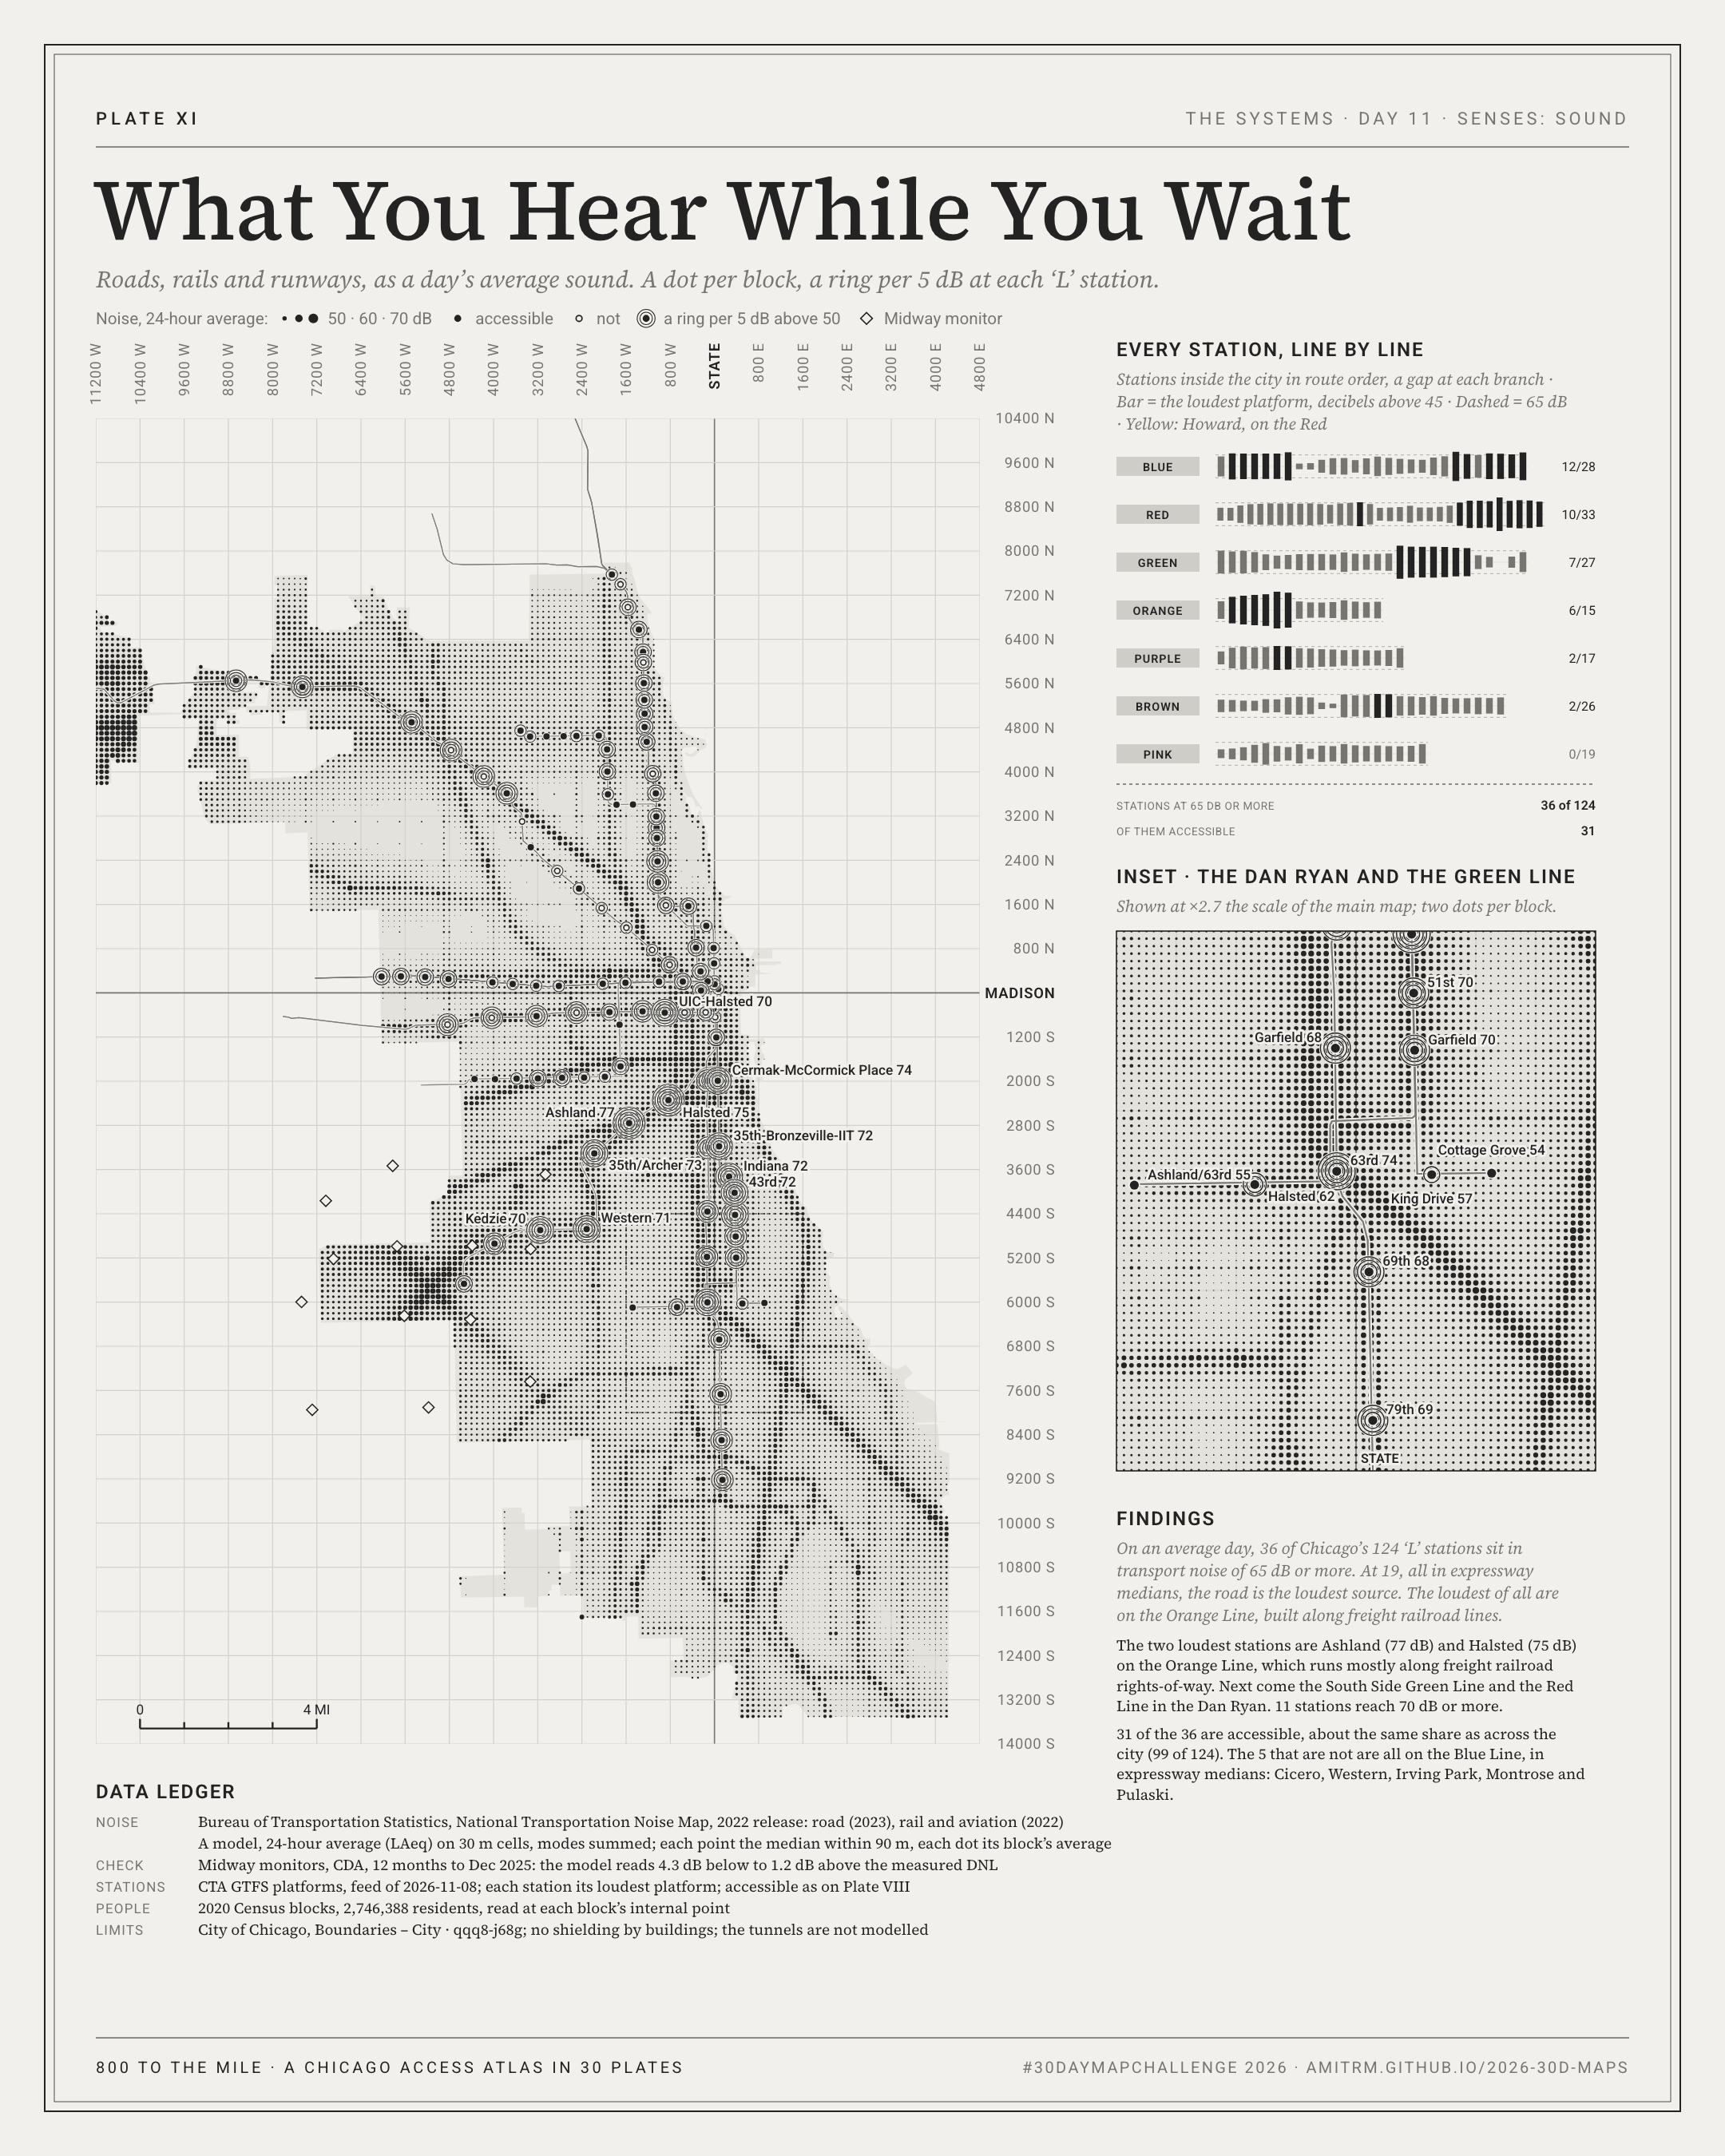 PLATE XI
THE SYSTEMS · DAY 11 · SENSES: SOUND
What You Hear While You Wait
Roads, rails and runways, as a day’s average sound. A dot per block, a ring per 5 dB at each ‘L’ station.
Noise, 24-hour average: 50 · 60 · 70 dB accessible not a ring per 5 dB above 50 Midway monitor
11200 W
10400 W
9600 W
8800 W
8000 W
7200 W
6400 W
5600 W
4800 W
4000 W
3200 W
2400 W
1600 W
800 W
STATE
800 E
1600 E
2400 E
3200 E
4000 E
4800 E
10400 N
9600 N
8800 N
8000 N
7200 N
6400 N
5600 N
4800 N
4000 N
3200 N
2400 N
1600 N
800 N
MADISON
1200 S
2000 S
2800 S
3600 S
4400 S
5200 S
6000 S
6800 S
7600 S
8400 S
9200 S
10000 S
10800 S
11600 S
12400 S
13200 S
14000 S
UIC-Halsted 70
Cermak-McCormick Place 74
Ashland 77
Halsted 75
35th-Bronzeville-IIT 72
35th/Archer 73
Indiana 72
43rd 72
Kedzie 70
Western 71
0
4 MI
EVERY STATION, LINE BY LINE
Stations inside the city in route order, a gap at each branch ·
Bar = the loudest platform, decibels above 45 · Dashed = 65 dB
· Yellow: Howard, on the Red
BLUE 12/28
RED 10/33
GREEN 7/27
ORANGE 6/15
PURPLE 2/17
BROWN 2/26
PINK 0/19
STATIONS AT 65 DB OR MORE 36 of 124
OF THEM ACCESSIBLE 31
INSET · THE DAN RYAN AND THE GREEN LINE
Shown at ×2.7 the scale of the main map; two dots per block.
51st 70
Garfield 68
Garfield 70
63rd 74
Cottage Grove 54
Ashland/63rd 55
Halsted 62
King Drive 57
69th 68
79th 69
STATE
FINDINGS
On an average day, 36 of Chicago’s 124 ‘L’ stations sit in
transport noise of 65 dB or more. At 19, all in expressway
medians, the road is the loudest source. The loudest of all are
on the Orange Line, built along freight railroad lines.
The two loudest stations are Ashland (77 dB) and Halsted (75 dB)
on the Orange Line, which runs mostly along freight railroad
rights-of-way. Next come the South Side Green Line and the Red
Line in the Dan Ryan. 11 stations reach 70 dB or more.
31 of the 36 are accessible, about the same share as across the
city (99 of 124). The 5 that are not are all on the Blue Line, in
expressway medians: Cicero, Western, Irving Park, Montrose and
Pulaski.
DATA LEDGER
NOISE Bureau of Transportation Statistics, National Transportation Noise Map, 2022 release: road (2023), rail and aviation (2022)
A model, 24-hour average (LAeq) on 30 m cells, modes summed; each point the median within 90 m, each dot its block’s average
CHECK Midway monitors, CDA, 12 months to Dec 2025: the model reads 4.3 dB below to 1.2 dB above the measured DNL
STATIONS CTA GTFS platforms, feed of 2026-11-08; each station its loudest platform; accessible as on Plate VIII
PEOPLE 2020 Census blocks, 2,746,388 residents, read at each block’s internal point
LIMITS City of Chicago, Boundaries – City · qqq8-j68g; no shielding by buildings; the tunnels are not modelled
800 TO THE MILE · A CHICAGO ACCESS ATLAS IN 30 PLATES
#30DAYMAPCHALLENGE 2026 · AMITRM.GITHUB.IO/2026-30D-MAPS